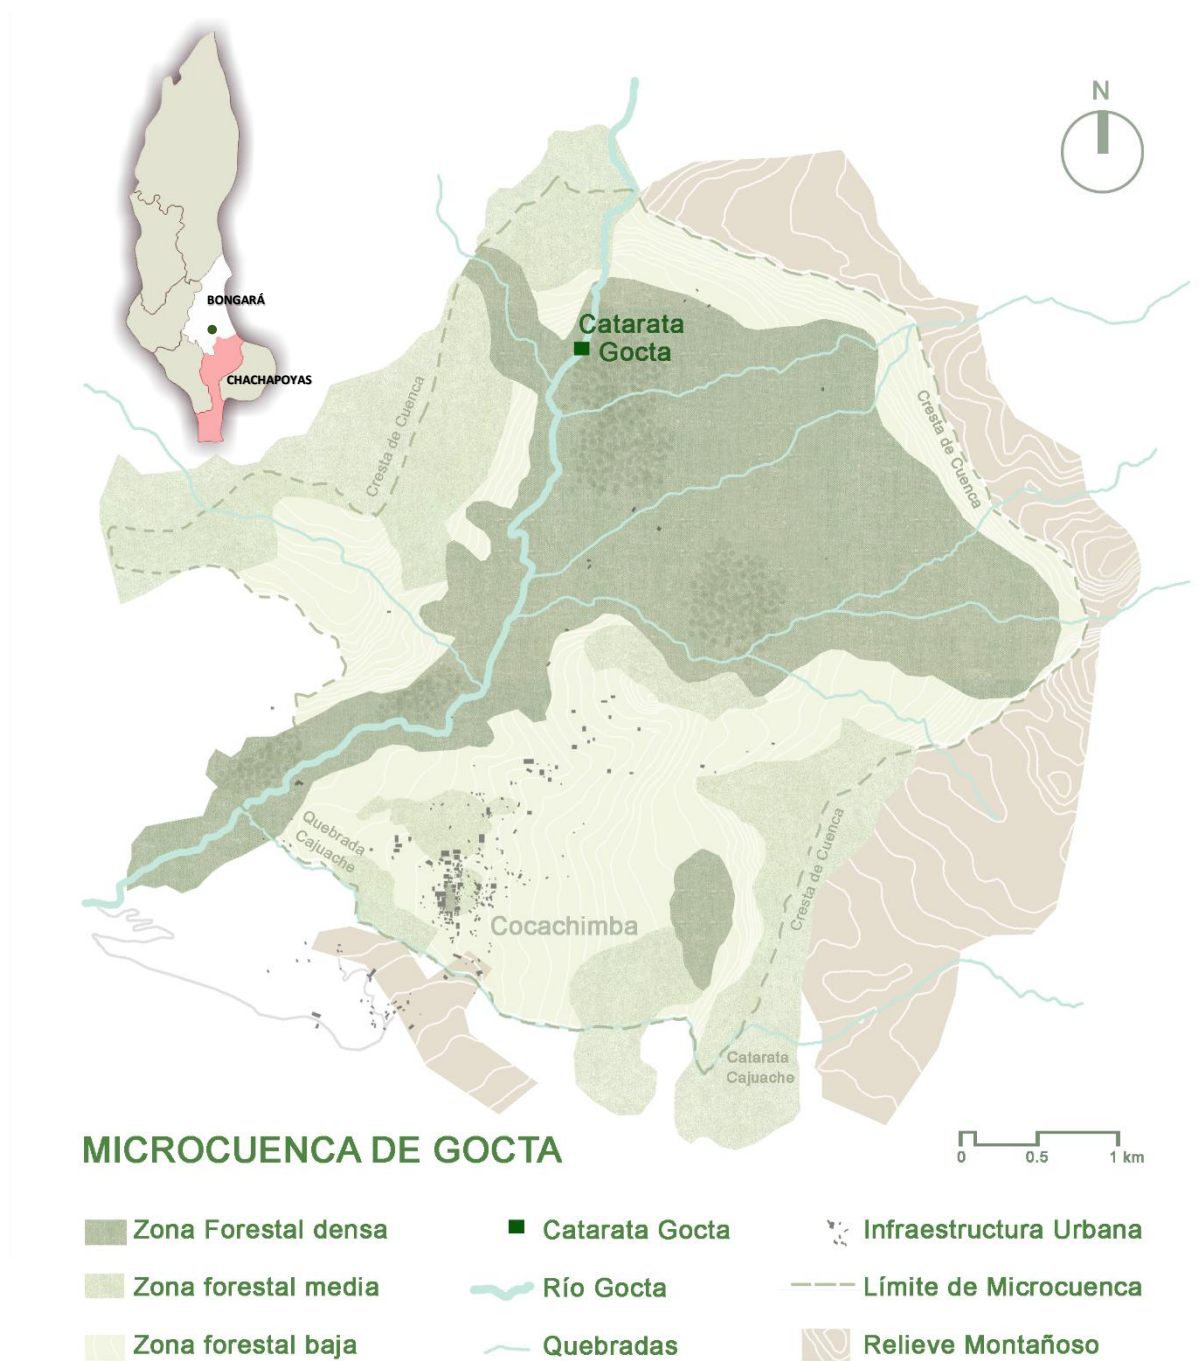 N
BONGARÁ
CHACHAPOYAS
Catarata
Gocta
Cresta de Cuenca
Cresta de Cuenca
Quebrada
Cajuache
Cresta de Cuenca
Cocachimba
Catarata
Cajuache
MICROCUENCA DE GOCTA
0 0.5 1 km
Zona Forestal densa
Catarata Gocta
Infraestructura Urbana
Zona forestal media
Río Gocta
Límite de Microcuenca
Zona forestal baja
Quebradas
Relieve Montañoso